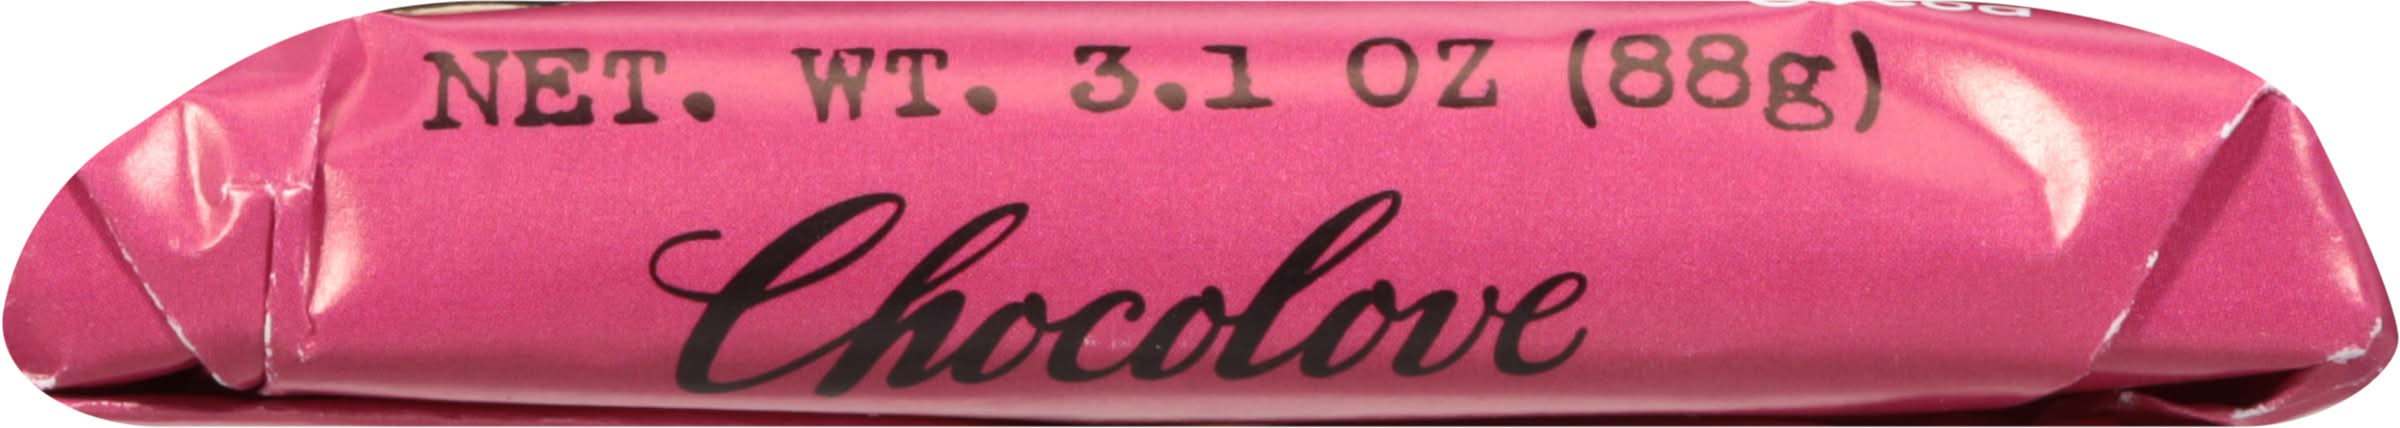 NET. WT. 3.1 OZ (88g)
Chocolove